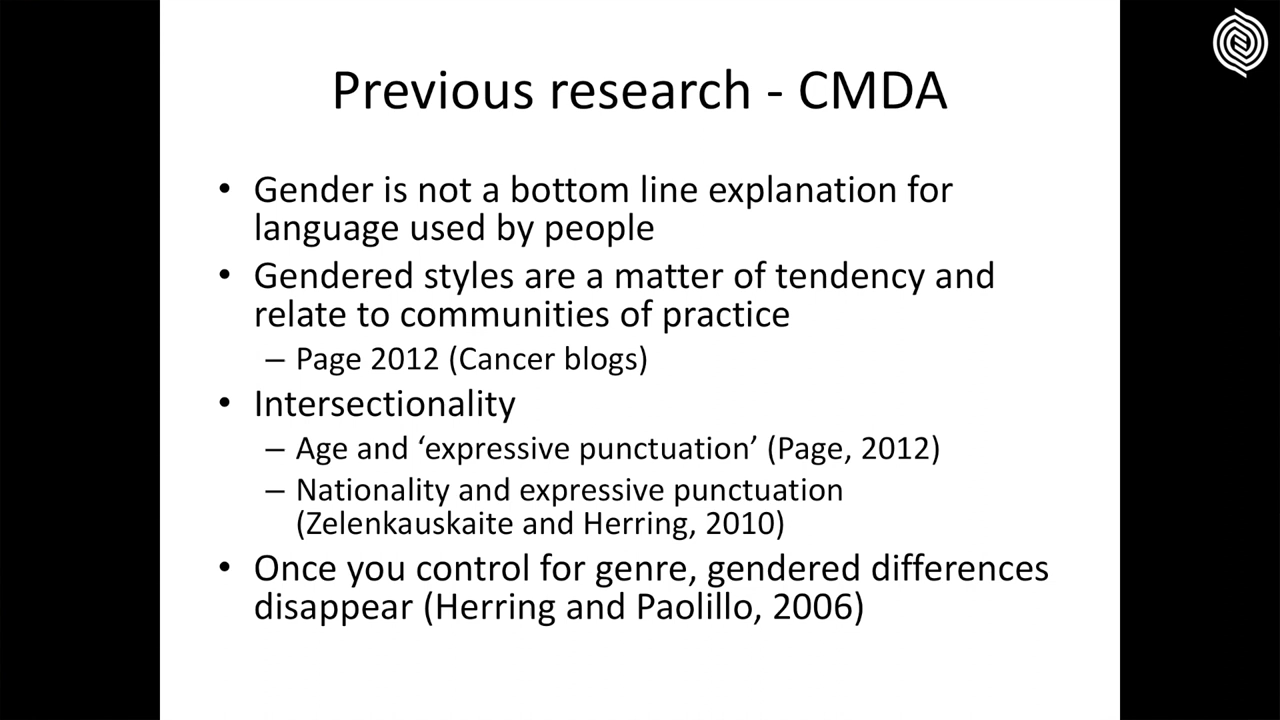 Previous research - CMDA
• Gender is not a bottom line explanation for
language used by people
• Gendered styles are a matter of tendency and
relate to communities of practice
– Page 2012 (Cancer blogs)
• Intersectionality
– Age and ‘expressive punctuation’ (Page, 2012)
– Nationality and expressive punctuation
(Zelenkauskaite and Herring, 2010)
• Once you control for genre, gendered differences
disappear (Herring and Paolillo, 2006)